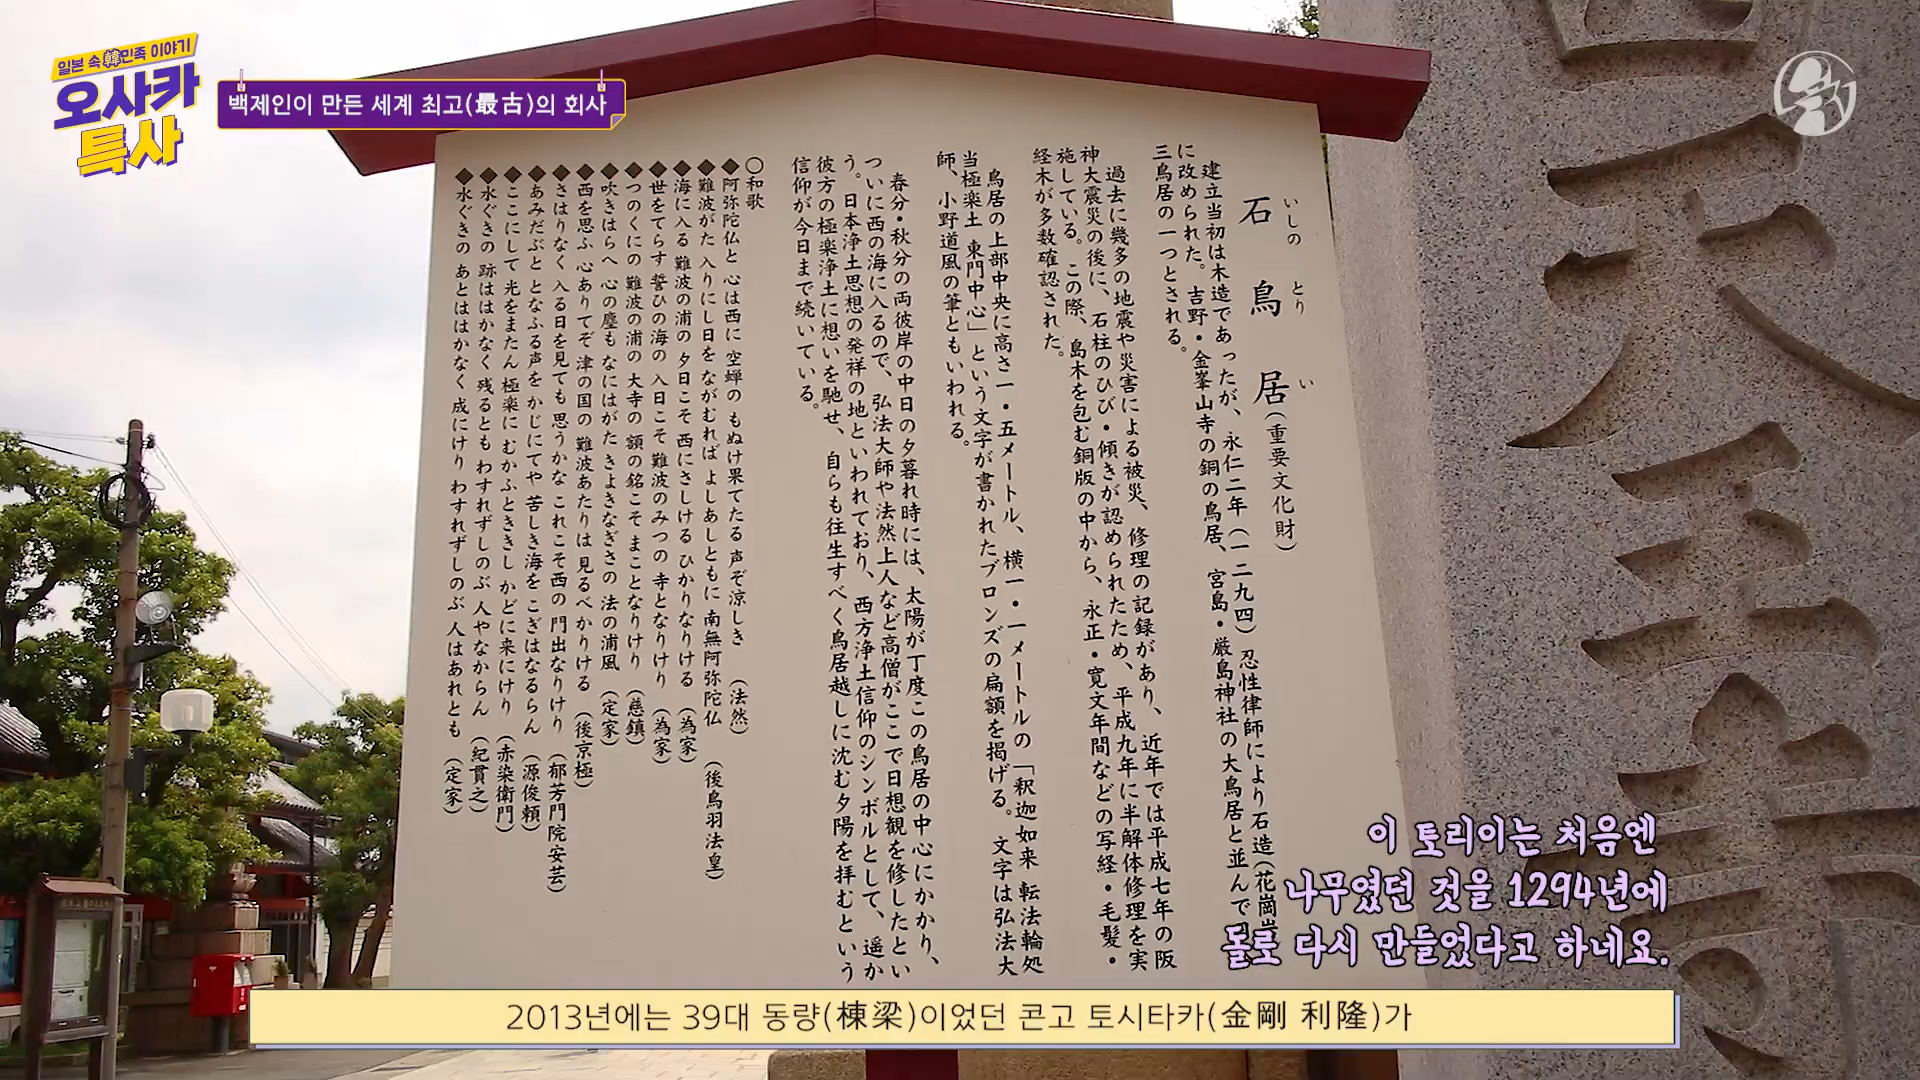 일본 속 韓민족 이야기
오사카
특사
백제인이 만든 세계 최고(最古)의 회사
いしの とり い
石鳥居(重要文化財)
建立当初は木造であったが、永仁二年(一二九四)忍性律師により石造(花崗岩)
に改められた。吉野・金峯山寺の銅の鳥居、宮島・厳島神社の大鳥居と並んで日本
三鳥居の一つとされる。
過去に幾多の地震や災害による被災、修理の記録があり、近年では平成七年の阪
神大震災の後に、石柱のひび・傾きが認められたため、平成九年に半解体修理を実
施している。この際、島木を包む銅版の中から、永正・寛文年間などの写経・毛髪・
経木が多数確認された。
鳥居の上部中央に高さ一・五メートル、横一・一メートルの「釈迦如来 転法輪処
当極楽土 東門中心」という文字が書かれたブロンズの扁額を掲げる。文字は弘法大
師、小野道風の筆ともいわれる。
春分・秋分の両彼岸の中日の夕暮れ時には、太陽が丁度この鳥居の中心にかかり、
ついに西の海に入るので、弘法大師や法然上人など高僧がここで日想観を修したとい
う。日本浄土思想の発祥の地といわれており、西方浄土信仰のシンボルとして、遥か
彼方の極楽浄土に想いを馳せ、自らも往生すべく鳥居越しに沈む夕陽を拝むという
信仰が今日まで続いている。
○和歌
◆阿弥陀仏と 心は西に 空蝉の もぬけ果てたる 声ぞ涼しき (法然)
◆難波がた 入りにし日を ながむれば よしあしともに 南無阿弥陀仏 (後鳥羽法皇)
◆海に入る 難波の浦の 夕日こそ 西にさしける ひかりなりける (為家)
◆世をてらす 誓ひの海の 入日こそ 難波のみつの 寺となりけり (為家)
◆つのくにの 難波の浦の 大寺の 額の銘こそ まことなりけり (慈鎮)
◆吹きはらへ 心の塵も なにはがた きよきなぎさの 法の浦風 (定家)
◆西を思ふ 心ありてぞ 津の国の 難波あたりは 見るべかりける (後京極)
◆さはりなく 入る日を見ても 思うかな これこそ西の 門出なりけり (郁芳門院安芸)
◆あみだぶと となふる声を かじにてや 苦しき海を こぎはなるらん (源俊頼)
◆ここにして 光をまたん 極楽に むかふとききし かどに来にけり (赤染衛門)
◆水ぐきの 跡ははかなく 残るとも わすれずしのぶ 人やなからん (紀貫之)
◆水ぐきの あとははかなく 成にけり わすれずしのぶ 人はあれとも (定家)
天王寺
이 토리이는 처음엔
나무였던 것을 1294년에
돌로 다시 만들었다고 하네요.
2013년에는 39대 동량(棟梁)이었던 콘고 토시타카(金剛 利隆)가